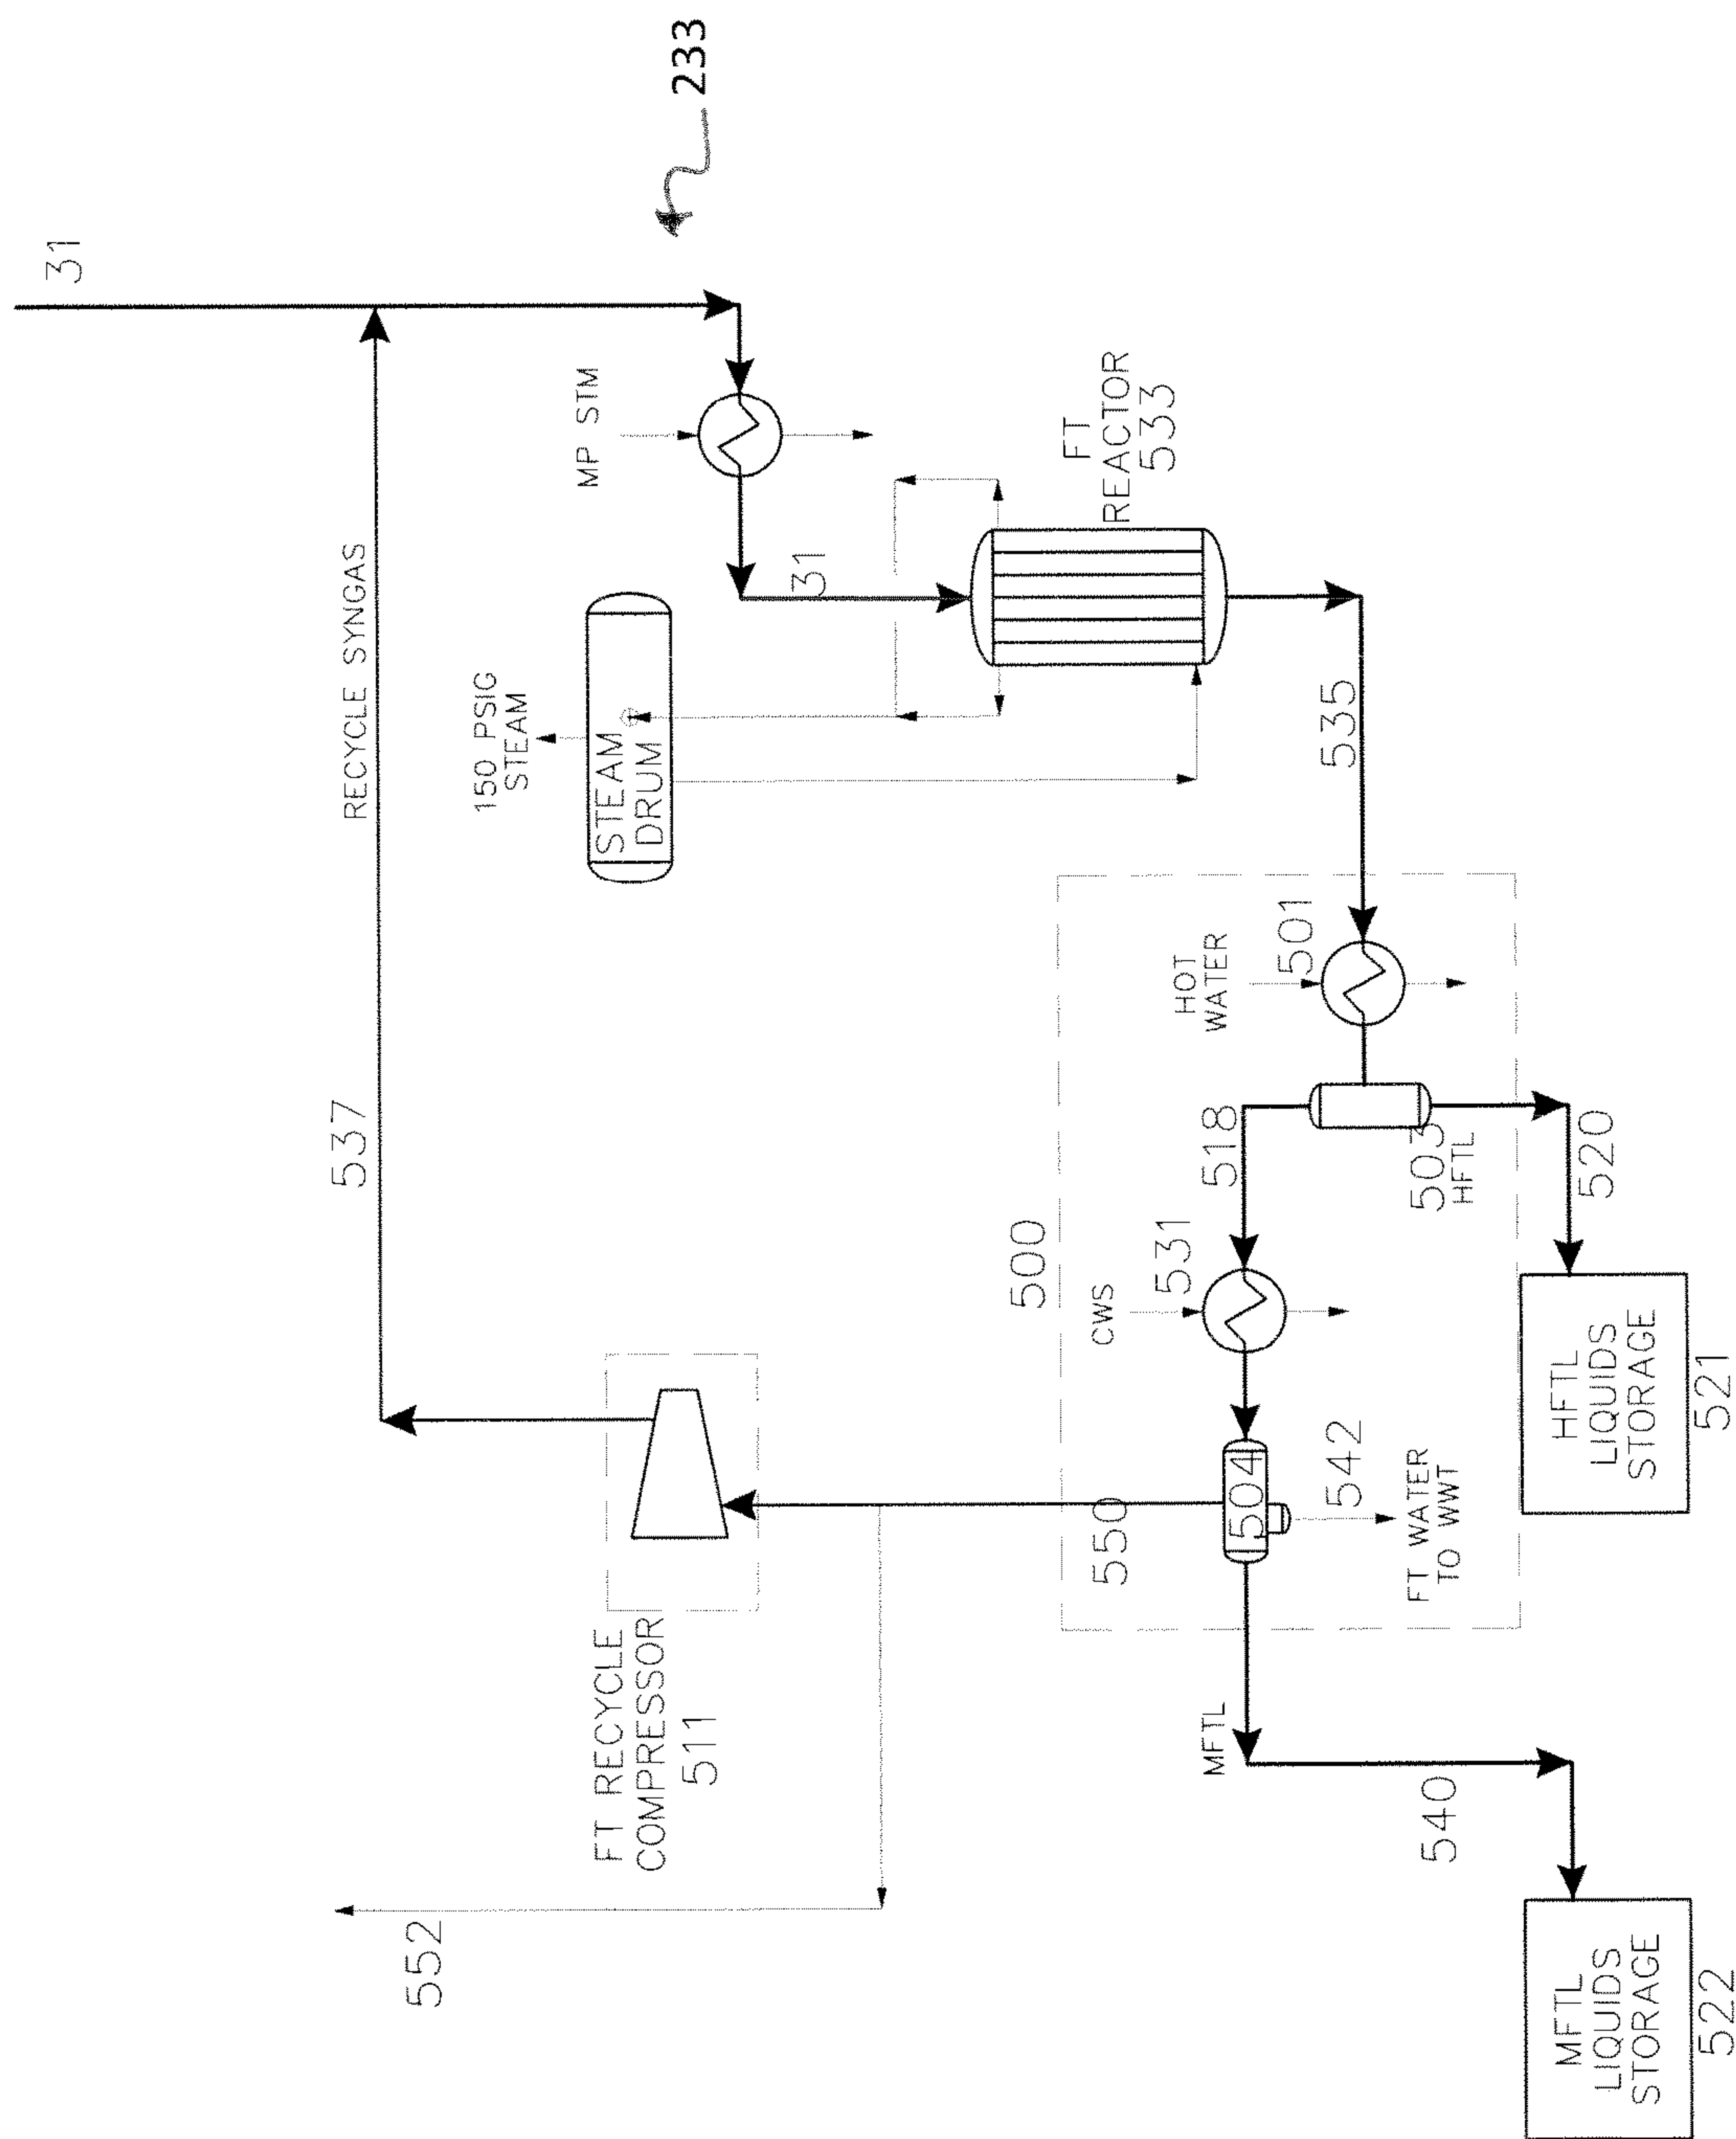 31
233
RECYCLE SYNGAS
537
MP STM
150 PSIG
STEAM
STEAM
DRUM
31
FT
REACTOR
533
535
FT RECYCLE
COMPRESSOR
511
552
500
HOT
WATER
501
518
503
HFTL
520
CWS
531
550
504
542
FT WATER
TO WWT
MFTL
540
HFTL
LIQUIDS
STORAGE
521
MFTL
LIQUIDS
STORAGE
522